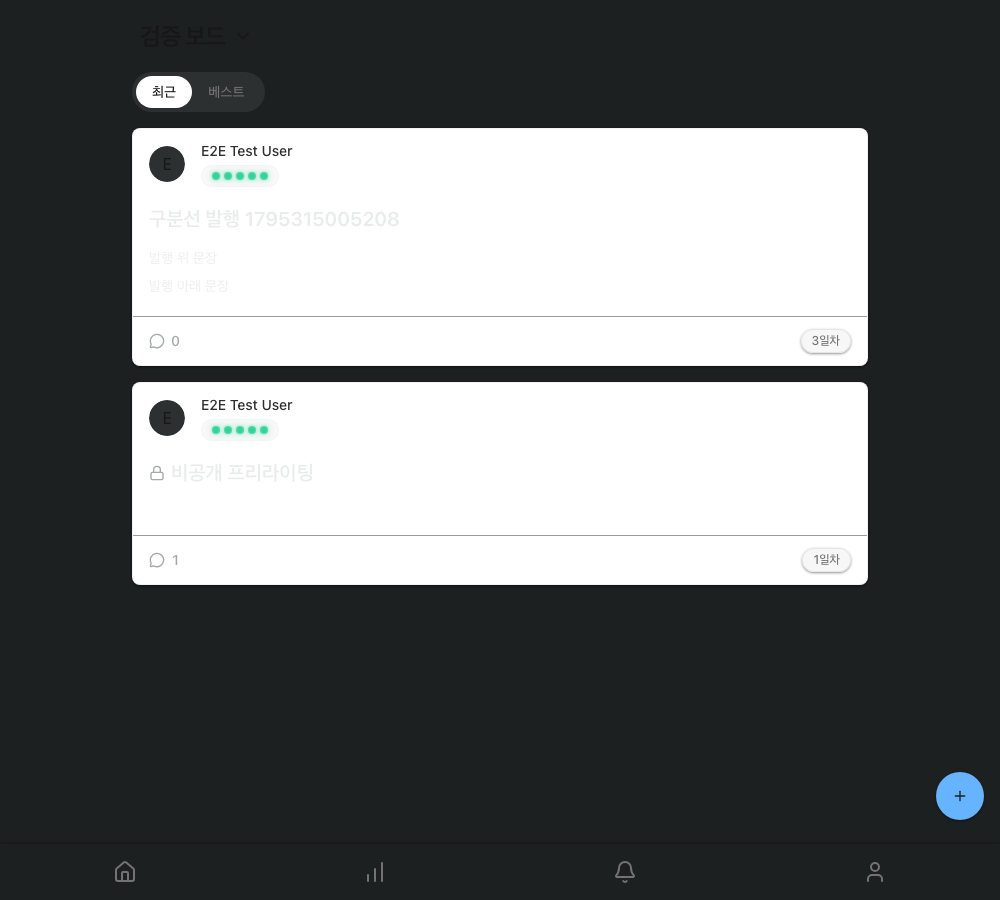 검증 보드
최근
베스트
E
E2E Test User
구분선 발행 1795315005208
발행 위 문장
발행 아래 문장
0
3일차
E
E2E Test User
비공개 프리라이팅
1
1일차